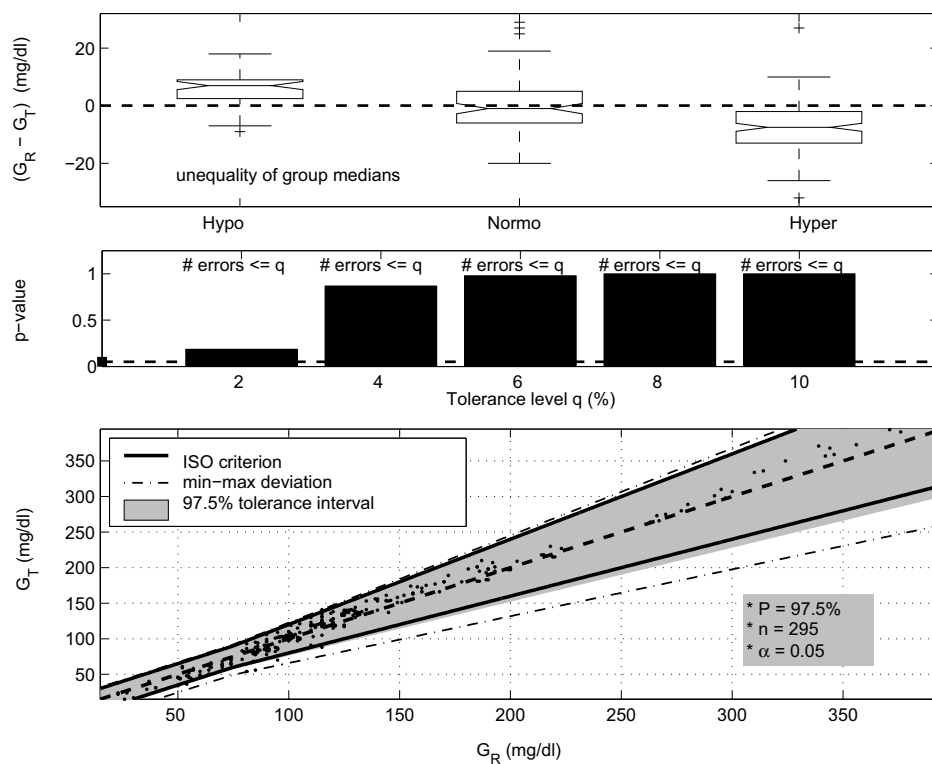 (G_R − G_T) (mg/dl)
20
0
−20
unequality of group medians
Hypo Normo Hyper
# errors <= q # errors <= q # errors <= q # errors <= q # errors <= q
p−value
1
0.5
0
2 4 6 8 10
Tolerance level q (%)
G_T (mg/dl)
350
300
250
200
150
100
50
ISO criterion
min−max deviation
97.5% tolerance interval
* P = 97.5%
* n = 295
* α = 0.05
50 100 150 200 250 300 350
G_R (mg/dl)